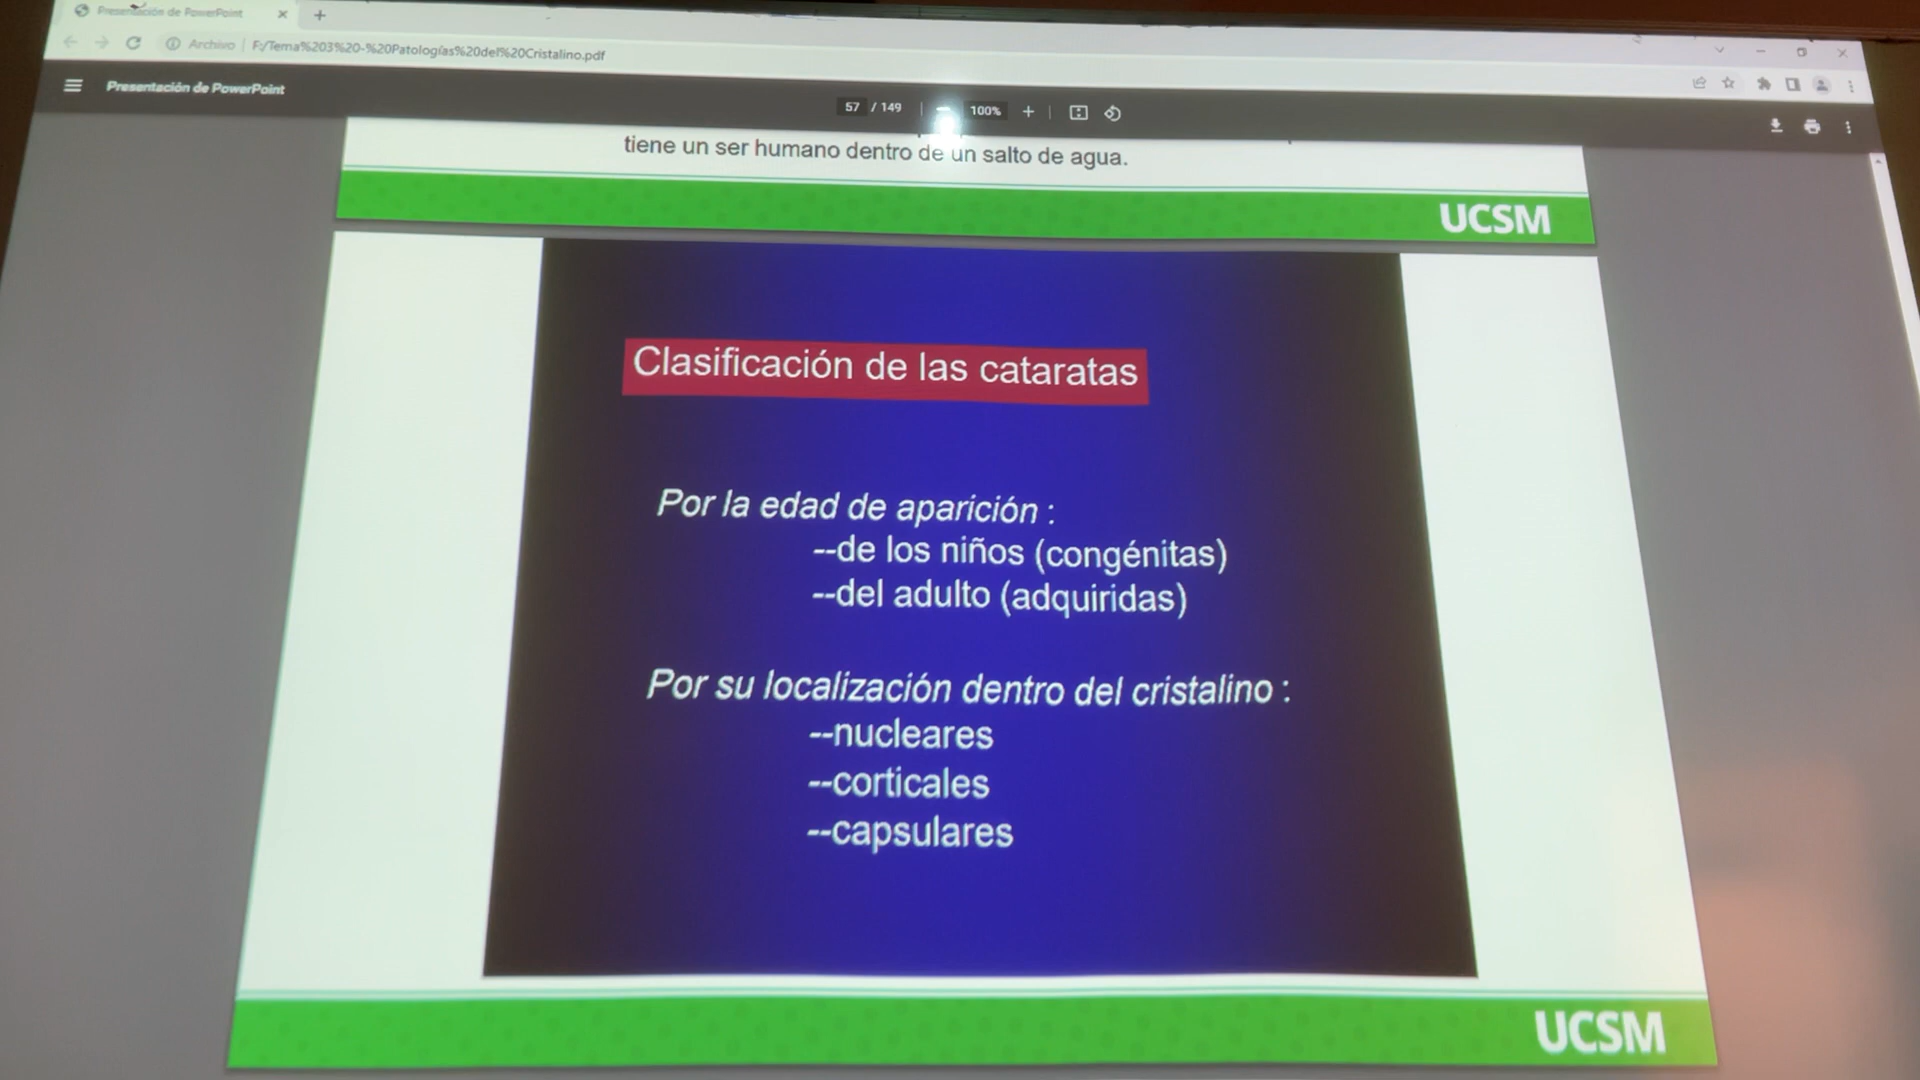 Presentación de PowerPoint
Archivo | F:/Tema%203%20-%20Patologías%20del%20Cristalino.pdf
Presentación de PowerPoint
57 / 149
100%
tiene un ser humano dentro de un salto de agua.
UCSM
Clasificación de las cataratas
Por la edad de aparición :
--de los niños (congénitas)
--del adulto (adquiridas)
Por su localización dentro del cristalino :
--nucleares
--corticales
--capsulares
UCSM